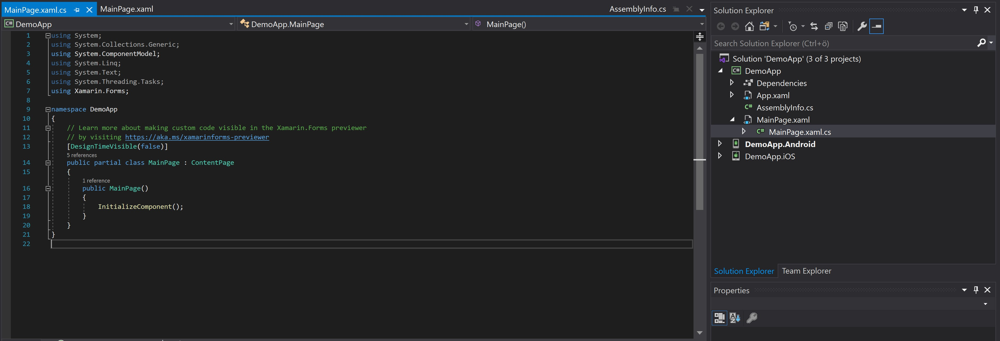 MainPage.xaml.cs
MainPage.xaml
AssemblyInfo.cs
C# DemoApp
DemoApp.MainPage
MainPage()
1 using System;
2 using System.Collections.Generic;
3 using System.ComponentModel;
4 using System.Linq;
5 using System.Text;
6 using System.Threading.Tasks;
7 using Xamarin.Forms;
8
9 namespace DemoApp
10 {
11 // Learn more about making custom code visible in the Xamarin.Forms previewer
12 // by visiting https://aka.ms/xamarinforms-previewer
13 [DesignTimeVisible(false)]
5 references
14 public partial class MainPage : ContentPage
15 {
1 reference
16 public MainPage()
17 {
18 InitializeComponent();
19 }
20 }
21 }
22
Solution Explorer
Search Solution Explorer (Ctrl+ö)
Solution 'DemoApp' (3 of 3 projects)
C# DemoApp
Dependencies
App.xaml
C# AssemblyInfo.cs
MainPage.xaml
C# MainPage.xaml.cs
DemoApp.Android
DemoApp.iOS
Solution Explorer
Team Explorer
Properties